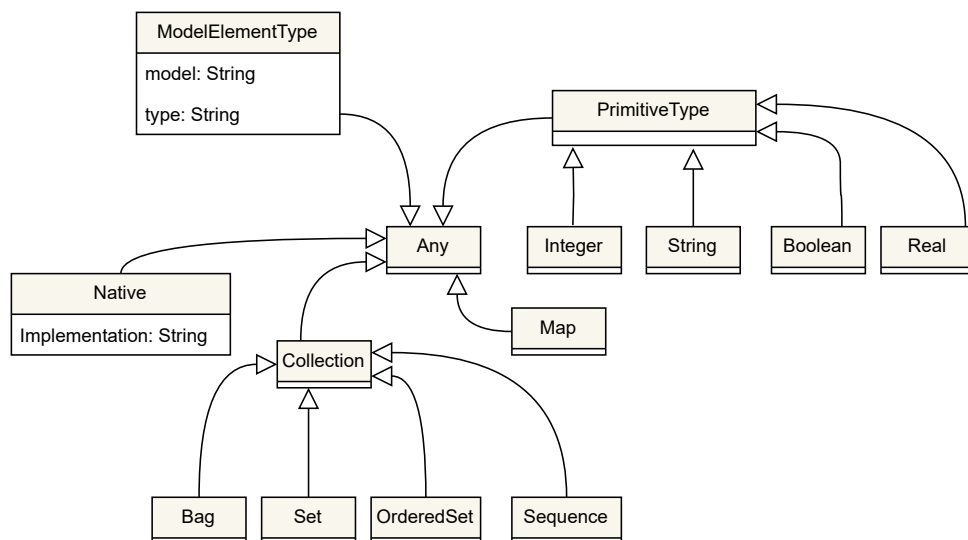 ModelElementType
model: String
type: String
PrimitiveType
Any
Integer
String
Boolean
Real
Native
Implementation: String
Map
Collection
Bag
Set
OrderedSet
Sequence